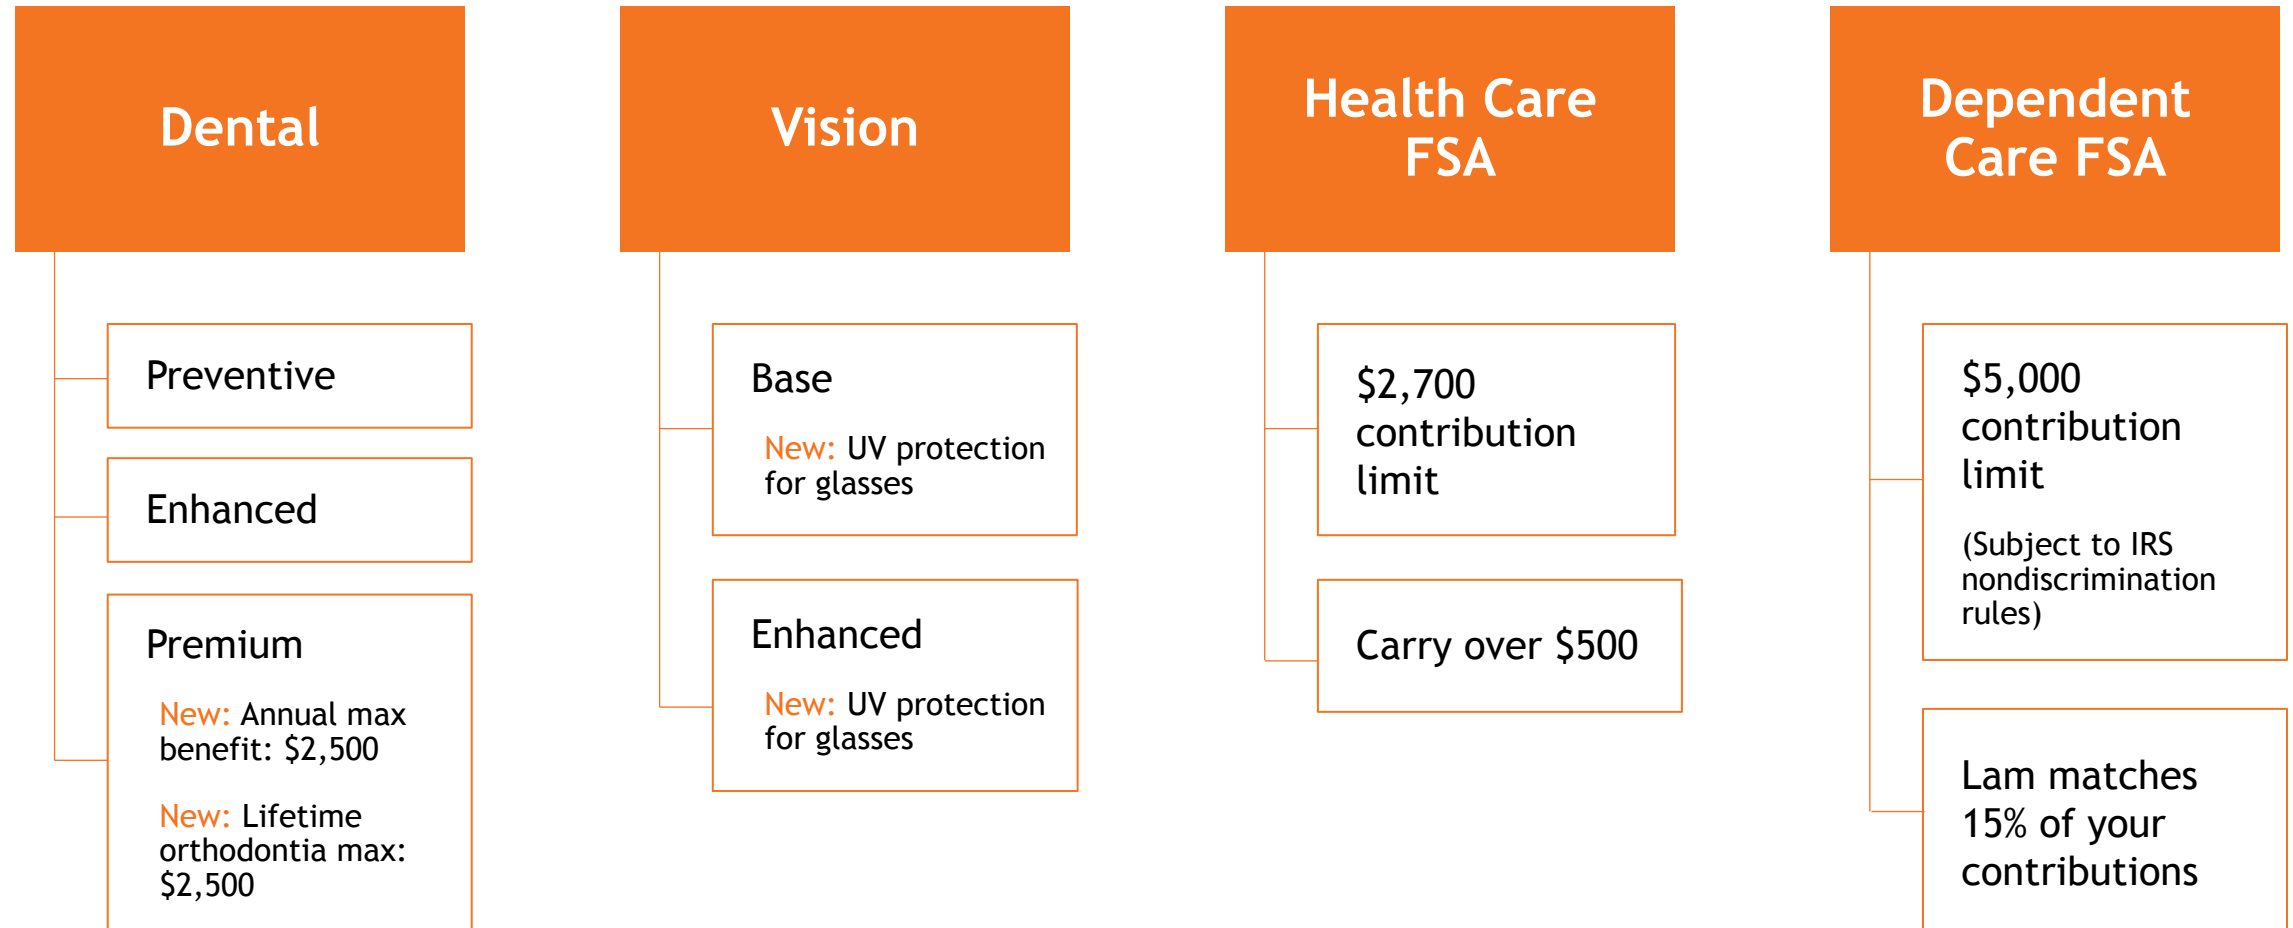 Dental
Preventive
Enhanced
Premium
New: Annual max
benefit: $2,500
New: Lifetime
orthodontia max:
$2,500
Vision
Base
New: UV protection
for glasses
Enhanced
New: UV protection
for glasses
Health Care
FSA
$2,700
contribution
limit
Carry over $500
Dependent
Care FSA
$5,000
contribution
limit
(Subject to IRS
nondiscrimination
rules)
Lam matches
15% of your
contributions